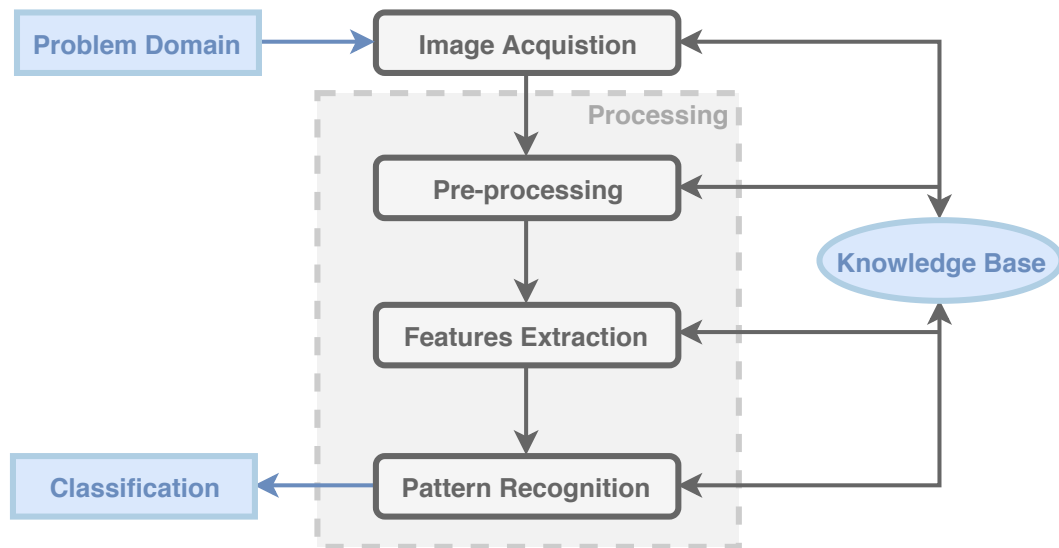 Problem Domain
Image Acquistion
Processing
Pre-processing
Knowledge Base
Features Extraction
Classification
Pattern Recognition